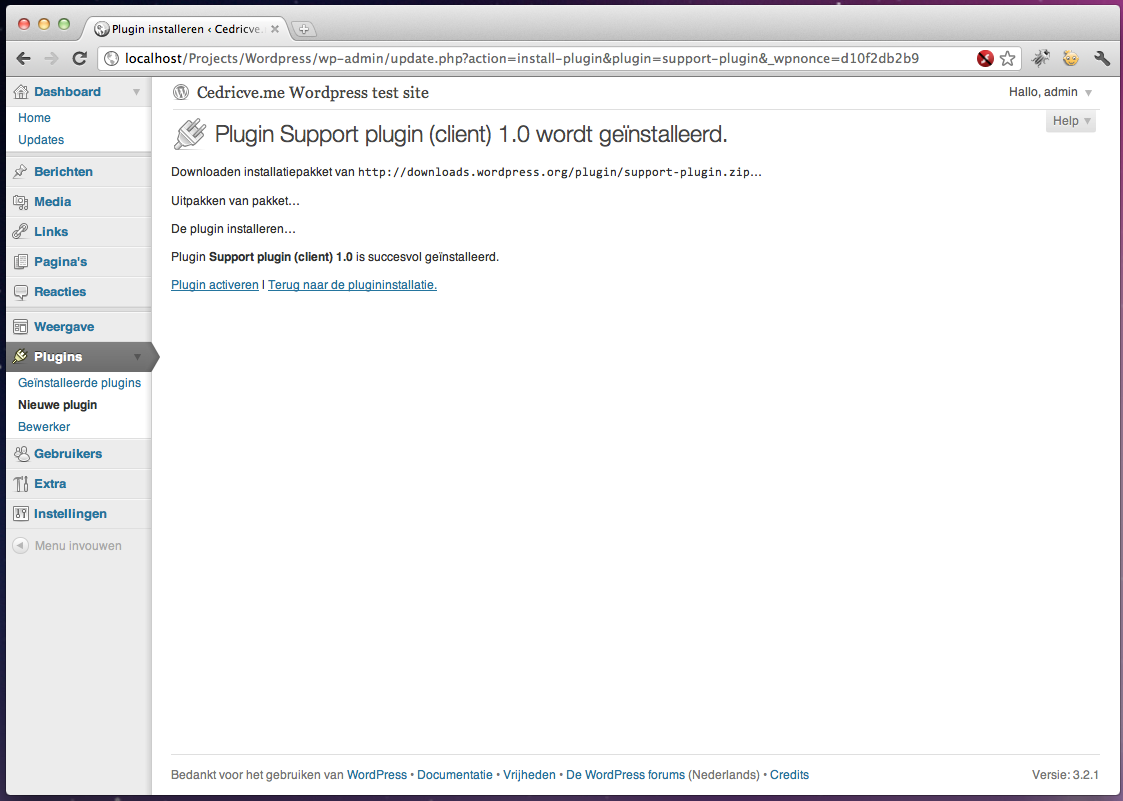 Plugin installeren ‹ Cedricve.
localhost/Projects/Wordpress/wp-admin/update.php?action=install-plugin&plugin=support-plugin&_wpnonce=d10f2db2b9
Dashboard
Home
Updates
Berichten
Media
Links
Pagina's
Reacties
Weergave
Plugins
Geïnstalleerde plugins
Nieuwe plugin
Bewerker
Gebruikers
Extra
Instellingen
Menu invouwen
Cedricve.me Wordpress test site
Hallo, admin
Help
Plugin Support plugin (client) 1.0 wordt geïnstalleerd.
Downloaden installatiepakket van http://downloads.wordpress.org/plugin/support-plugin.zip…
Uitpakken van pakket…
De plugin installeren…
Plugin Support plugin (client) 1.0 is succesvol geïnstalleerd.
Plugin activeren | Terug naar de plugininstallatie.
Bedankt voor het gebruiken van WordPress • Documentatie • Vrijheden • De WordPress forums (Nederlands) • Credits
Versie: 3.2.1